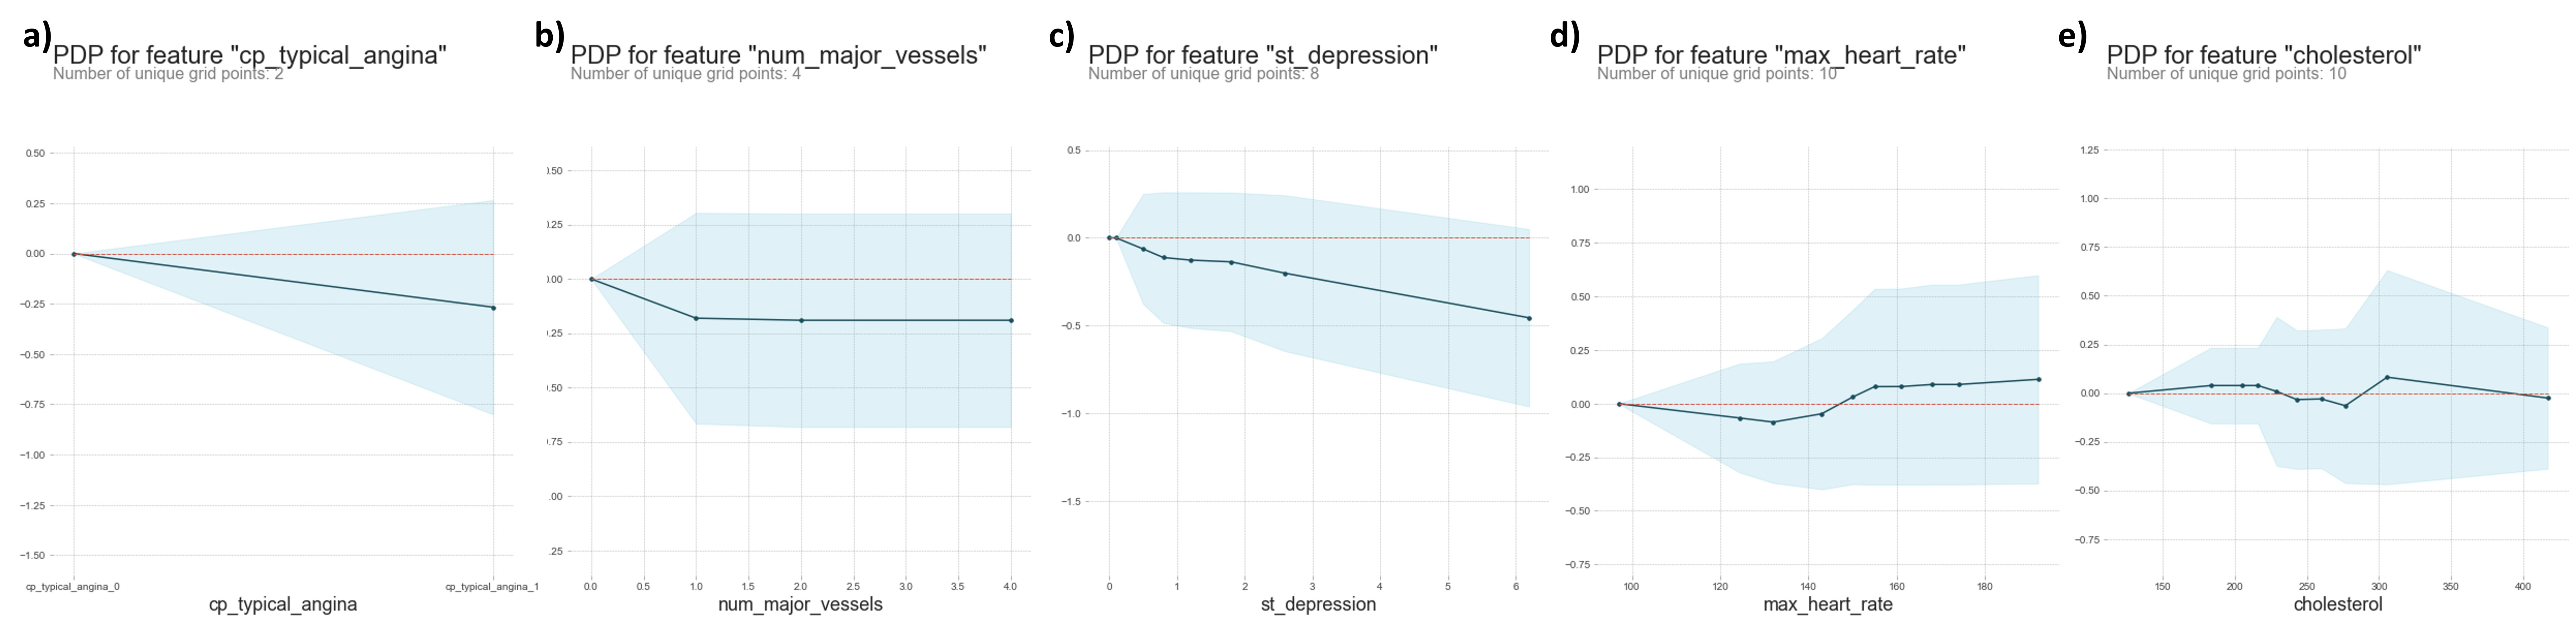 a)
PDP for feature "cp_typical_angina"
Number of unique grid points: 2
0.50
0.25
0.00
−0.25
−0.50
−0.75
−1.00
−1.25
−1.50
cp_typical_angina_0 cp_typical_angina_1
cp_typical_angina
b)
PDP for feature "num_major_vessels"
Number of unique grid points: 4
.50
.25
.00
.25
.50
.75
.00
.25
0.0 0.5 1.0 1.5 2.0 2.5 3.0 3.5 4.0
num_major_vessels
c)
PDP for feature "st_depression"
Number of unique grid points: 8
0.5
0.0
−0.5
−1.0
−1.5
0 1 2 3 4 5 6
st_depression
d)
PDP for feature "max_heart_rate"
Number of unique grid points: 10
1.00
0.75
0.50
0.25
0.00
−0.25
−0.50
−0.75
100 120 140 160 180
max_heart_rate
e)
PDP for feature "cholesterol"
Number of unique grid points: 10
1.25
1.00
0.75
0.50
0.25
0.00
−0.25
−0.50
−0.75
150 200 250 300 350 400
cholesterol